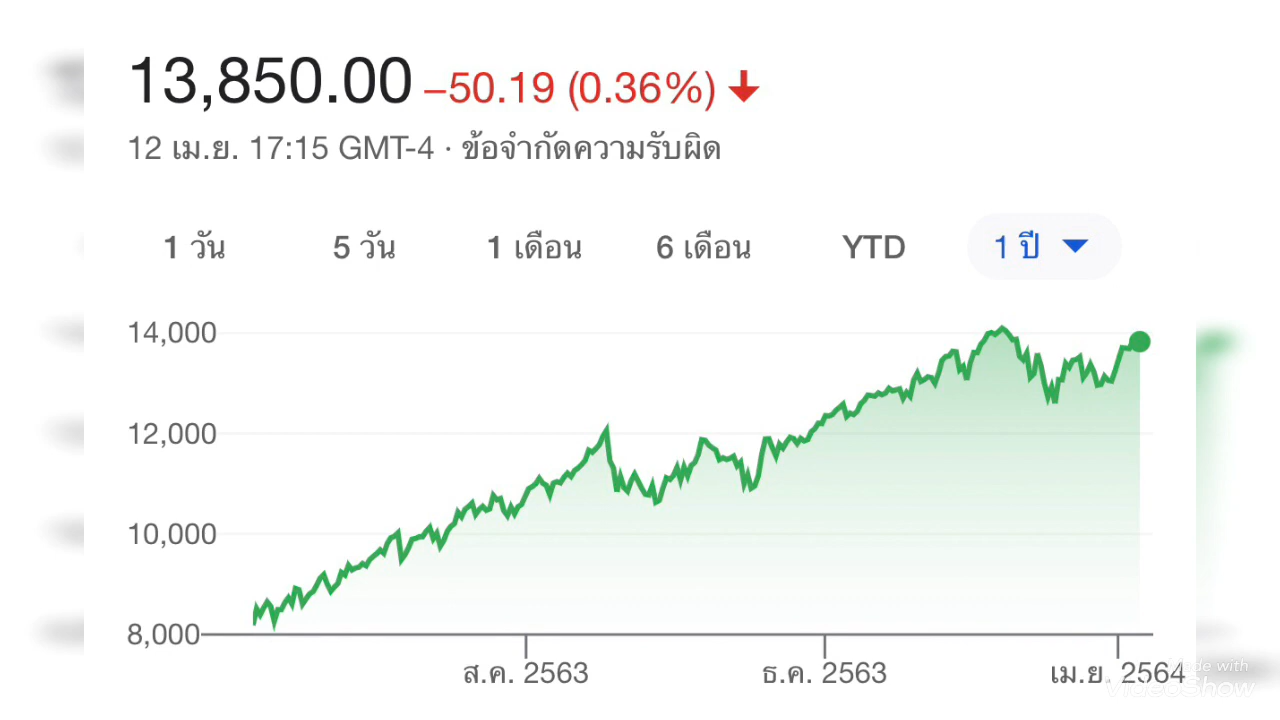 13,850.00 –50.19 (0.36%)
12 เม.ย. 17:15 GMT-4 · ข้อจำกัดความรับผิด
1 วัน 5 วัน 1 เดือน 6 เดือน YTD 1 ปี
14,000
12,000
10,000
8,000
ส.ค. 2563 ธ.ค. 2563 เม.ย. 2564
Made with
VideoShow